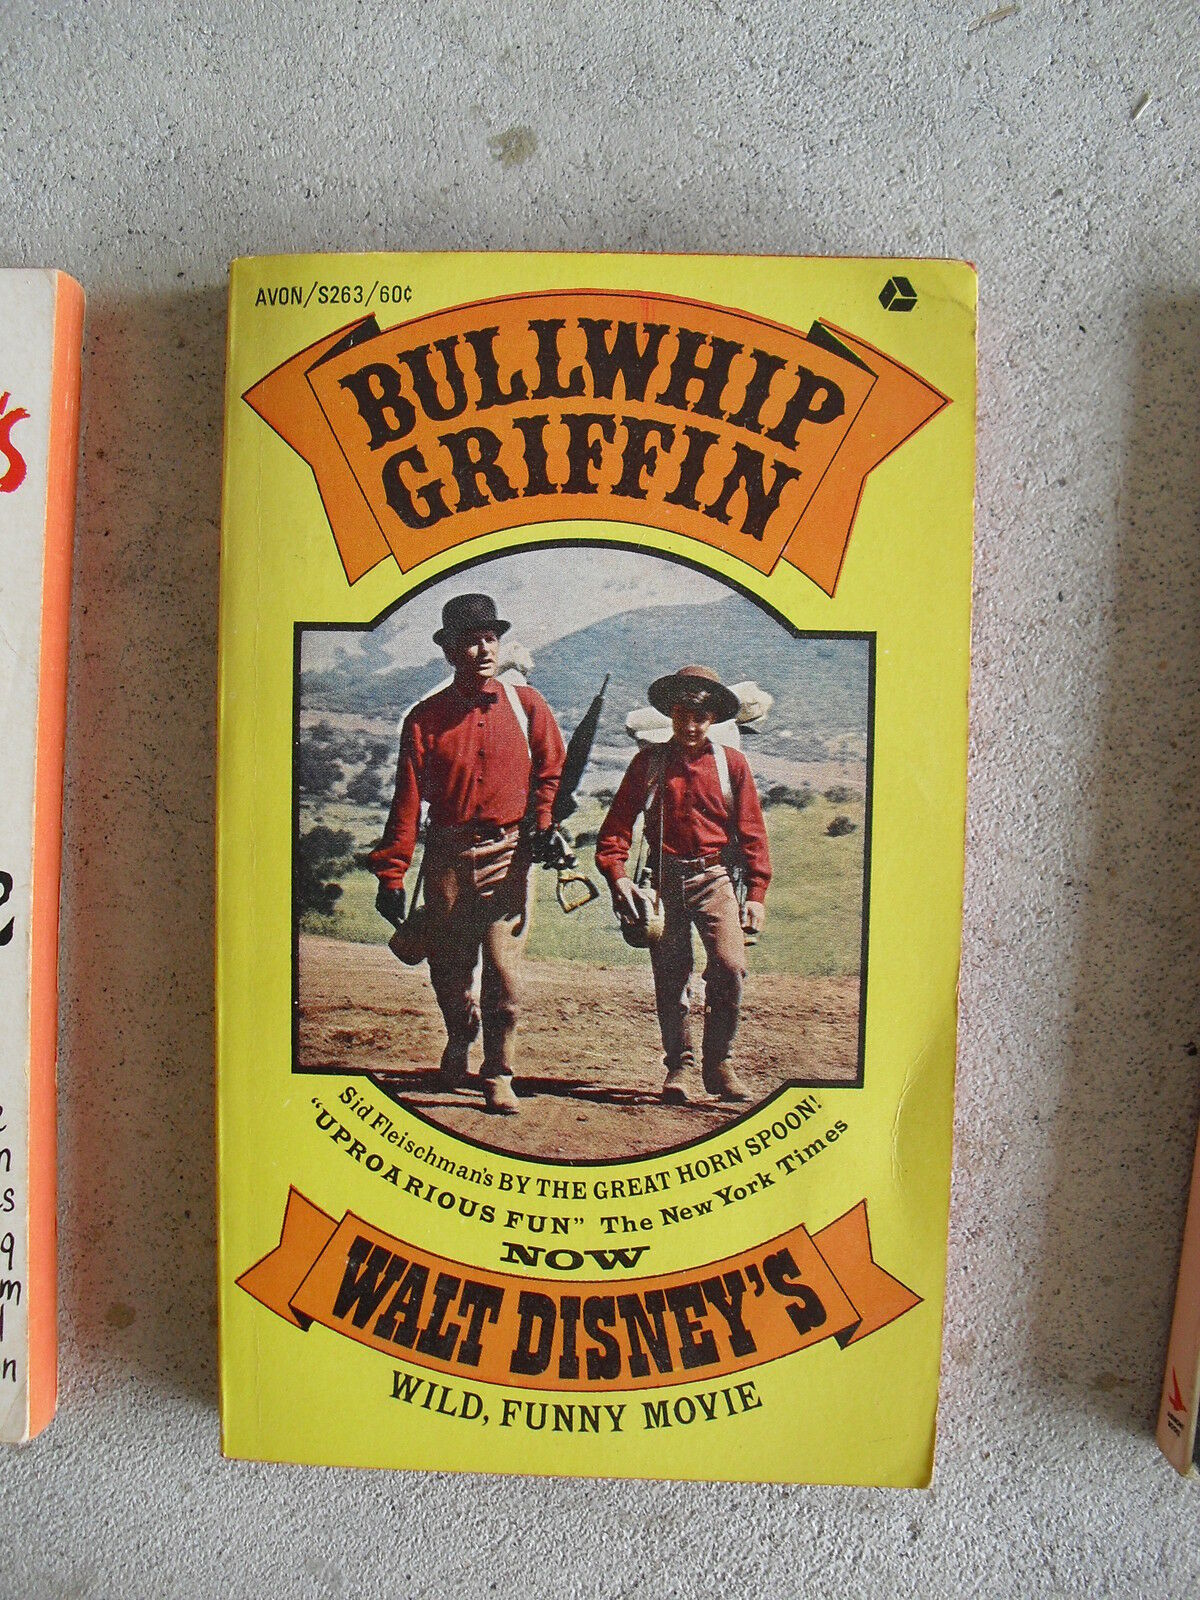 AVON/S263/60¢
BULLWHIP
GRIFFIN
Sid Fleischman's BY THE GREAT HORN SPOON!
"UPROARIOUS FUN" The New York Times
NOW
WALT DISNEY'S
WILD, FUNNY MOVIE
's
9
m
n